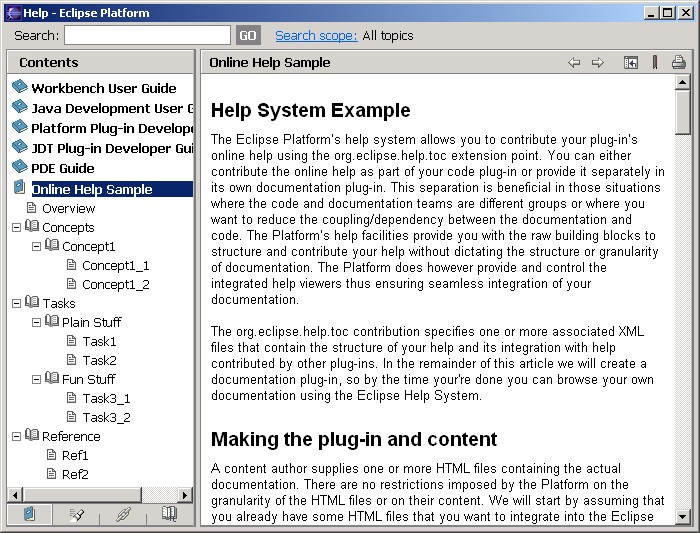 Help - Eclipse Platform
Search: GO Search scope: All topics
Contents
Workbench User Guide
Java Development User G
Platform Plug-in Develope
JDT Plug-in Developer Gui
PDE Guide
Online Help Sample
Overview
Concepts
Concept1
Concept1_1
Concept1_2
Tasks
Plain Stuff
Task1
Task2
Fun Stuff
Task3_1
Task3_2
Reference
Ref1
Ref2
Online Help Sample
Help System Example
The Eclipse Platform's help system allows you to contribute your plug-in's
online help using the org.eclipse.help.toc extension point. You can either
contribute the online help as part of your code plug-in or provide it separately in
its own documentation plug-in. This separation is beneficial in those situations
where the code and documentation teams are different groups or where you
want to reduce the coupling/dependency between the documentation and
code. The Platform's help facilities provide you with the raw building blocks to
structure and contribute your help without dictating the structure or granularity
of documentation. The Platform does however provide and control the
integrated help viewers thus ensuring seamless integration of your
documentation.
The org.eclipse.help.toc contribution specifies one or more associated XML
files that contain the structure of your help and its integration with help
contributed by other plug-ins. In the remainder of this article we will create a
documentation plug-in, so by the time your're done you can browse your own
documentation using the Eclipse Help System.
Making the plug-in and content
A content author supplies one or more HTML files containing the actual
documentation. There are no restrictions imposed by the Platform on the
granularity of the HTML files or on their content. We will start by assuming that
you already have some HTML files that you want to integrate into the Eclipse